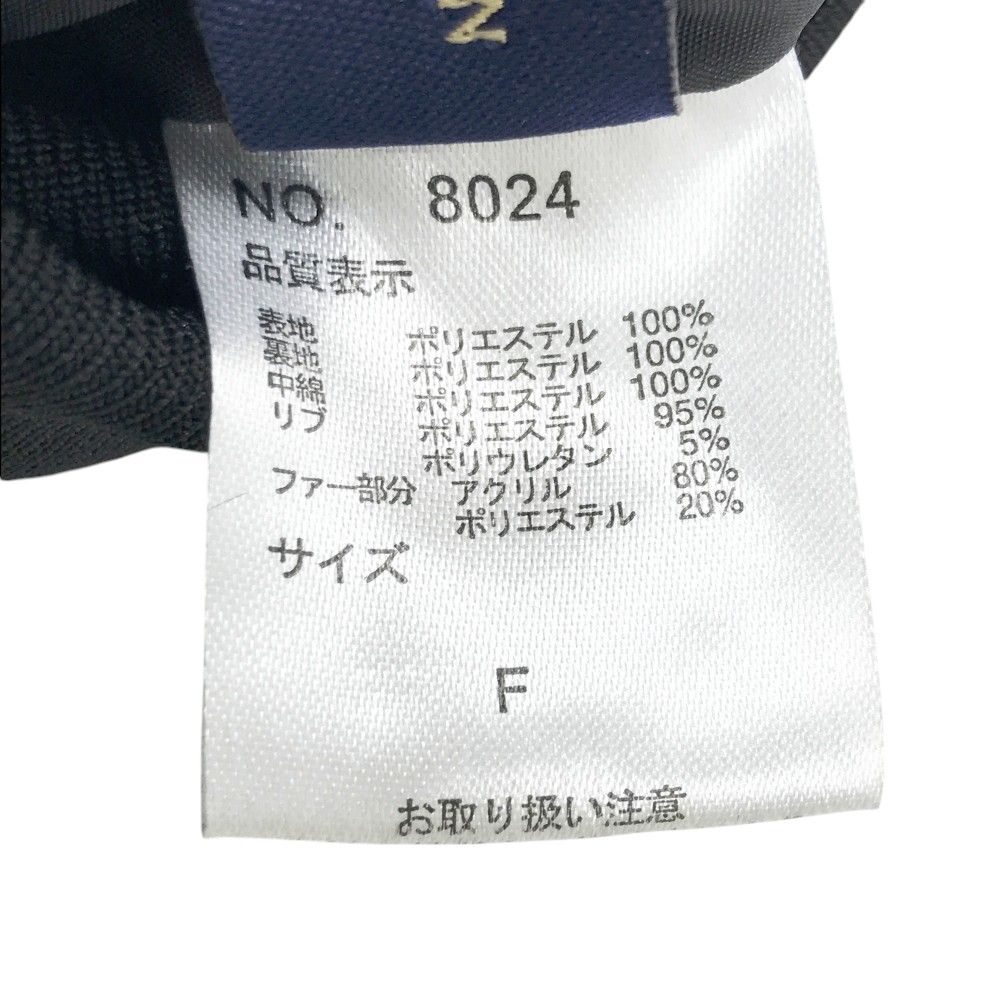 NO. 8024
品質表示
表地 ポリエステル 100%
裏地 ポリエステル 100%
中綿 ポリエステル 100%
リブ ポリエステル 95%
ポリウレタン 5%
ファー部分 アクリル 80%
ポリエステル 20%
サイズ
F
お取り扱い注意